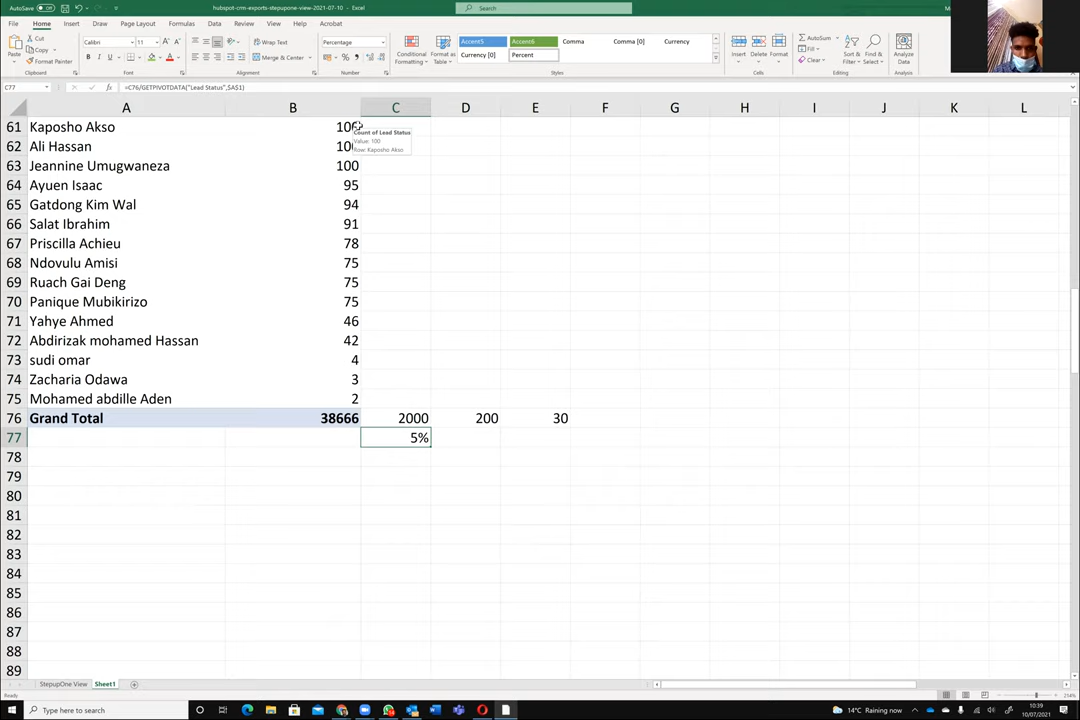 AutoSave Off hubspot-crm-exports-stepupone-view-2021-07-10 - Excel Search
File Home Insert Draw Page Layout Formulas Data Review View Help Acrobat
Paste Cut Copy Format Painter Clipboard
Calibri 11 Font
Wrap Text Merge & Center Alignment
Percentage Number
Conditional Formatting Format as Table
Accent5 Accent6 Comma Comma [0] Currency
Currency [0] Percent Styles
Insert Delete Format Cells
AutoSum Fill Clear Sort & Filter Find & Select Editing
Analyze Data Analysis
C77 fx =C76/GETPIVOTDATA("Lead Status",$A$1)
A B C D E F G H I J K L
61 Kaposho Akso 100
Count of Lead Status
Value: 100
Row: Kaposho Akso
62 Ali Hassan 100
63 Jeannine Umugwaneza 100
64 Ayuen Isaac 95
65 Gatdong Kim Wal 94
66 Salat Ibrahim 91
67 Priscilla Achieu 78
68 Ndovulu Amisi 75
69 Ruach Gai Deng 75
70 Panique Mubikirizo 75
71 Yahye Ahmed 46
72 Abdirizak mohamed Hassan 42
73 sudi omar 4
74 Zacharia Odawa 3
75 Mohamed abdille Aden 2
76 Grand Total 38666 2000 200 30
77 5%
78
79
80
81
82
83
84
85
86
87
88
89
StepupOne View Sheet1
Ready 214%
Type here to search 14°C Raining now 10:39
10/07/2021